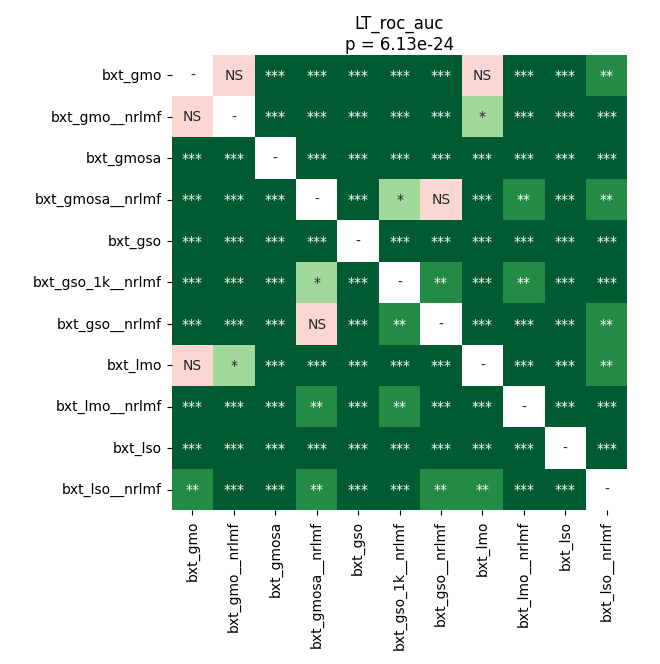 LT_roc_auc
p = 6.13e-24
bxt_gmo - NS *** *** *** *** *** NS *** *** **
bxt_gmo__nrlmf NS - *** *** *** *** *** * *** *** ***
bxt_gmosa *** *** - *** *** *** *** *** *** *** ***
bxt_gmosa__nrlmf *** *** *** - *** * NS *** ** *** **
bxt_gso *** *** *** *** - *** *** *** *** *** ***
bxt_gso_1k__nrlmf *** *** *** * *** - ** *** ** *** ***
bxt_gso__nrlmf *** *** *** NS *** ** - *** *** *** **
bxt_lmo NS * *** *** *** *** *** - *** *** **
bxt_lmo__nrlmf *** *** *** ** *** ** *** *** - *** ***
bxt_lso *** *** *** *** *** *** *** *** *** - ***
bxt_lso__nrlmf ** *** *** ** *** *** ** ** *** *** -
bxt_gmo
bxt_gmo__nrlmf
bxt_gmosa
bxt_gmosa__nrlmf
bxt_gso
bxt_gso_1k__nrlmf
bxt_gso__nrlmf
bxt_lmo
bxt_lmo__nrlmf
bxt_lso
bxt_lso__nrlmf